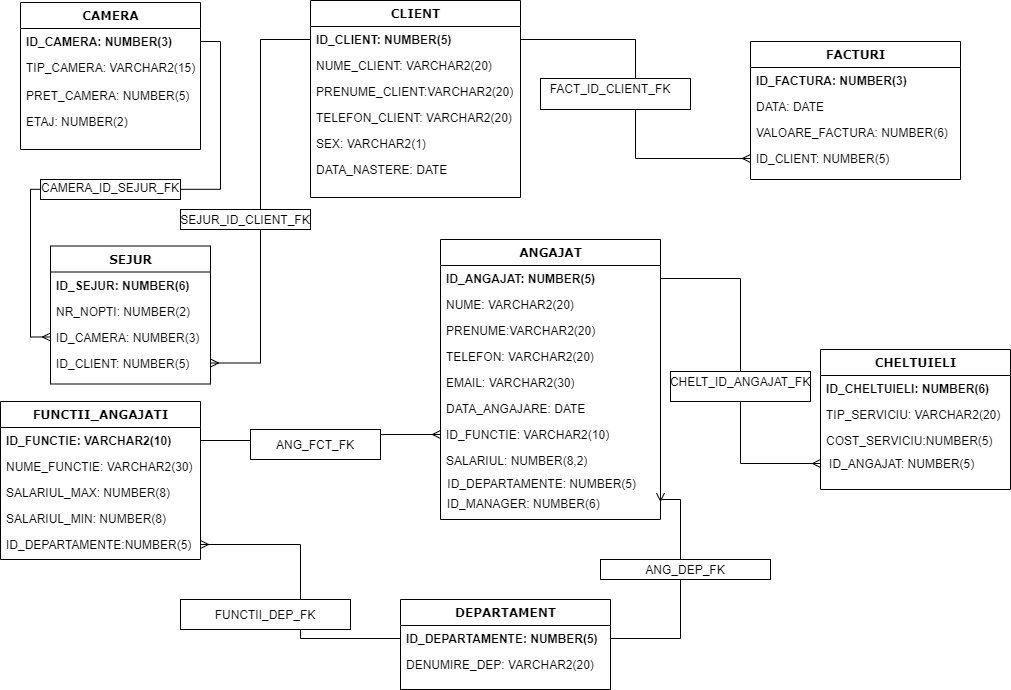 CAMERA
ID_CAMERA: NUMBER(3)
TIP_CAMERA: VARCHAR2(15)
PRET_CAMERA: NUMBER(5)
ETAJ: NUMBER(2)
CLIENT
ID_CLIENT: NUMBER(5)
NUME_CLIENT: VARCHAR2(20)
PRENUME_CLIENT:VARCHAR2(20)
TELEFON_CLIENT: VARCHAR2(20)
SEX: VARCHAR2(1)
DATA_NASTERE: DATE
FACT_ID_CLIENT_FK
FACTURI
ID_FACTURA: NUMBER(3)
DATA: DATE
VALOARE_FACTURA: NUMBER(6)
ID_CLIENT: NUMBER(5)
CAMERA_ID_SEJUR_FK
SEJUR_ID_CLIENT_FK
SEJUR
ID_SEJUR: NUMBER(6)
NR_NOPTI: NUMBER(2)
ID_CAMERA: NUMBER(3)
ID_CLIENT: NUMBER(5)
ANGAJAT
ID_ANGAJAT: NUMBER(5)
NUME: VARCHAR2(20)
PRENUME:VARCHAR2(20)
TELEFON: VARCHAR2(20)
EMAIL: VARCHAR2(30)
DATA_ANGAJARE: DATE
ID_FUNCTIE: VARCHAR2(10)
SALARIUL: NUMBER(8,2)
ID_DEPARTAMENTE: NUMBER(5)
ID_MANAGER: NUMBER(6)
CHELT_ID_ANGAJAT_FK
CHELTUIELI
ID_CHELTUIELI: NUMBER(6)
TIP_SERVICIU: VARCHAR2(20)
COST_SERVICIU:NUMBER(5)
ID_ANGAJAT: NUMBER(5)
FUNCTII_ANGAJATI
ID_FUNCTIE: VARCHAR2(10)
NUME_FUNCTIE: VARCHAR2(30)
SALARIUL_MAX: NUMBER(8)
SALARIUL_MIN: NUMBER(8)
ID_DEPARTAMENTE:NUMBER(5)
ANG_FCT_FK
ANG_DEP_FK
FUNCTII_DEP_FK
DEPARTAMENT
ID_DEPARTAMENTE: NUMBER(5)
DENUMIRE_DEP: VARCHAR2(20)